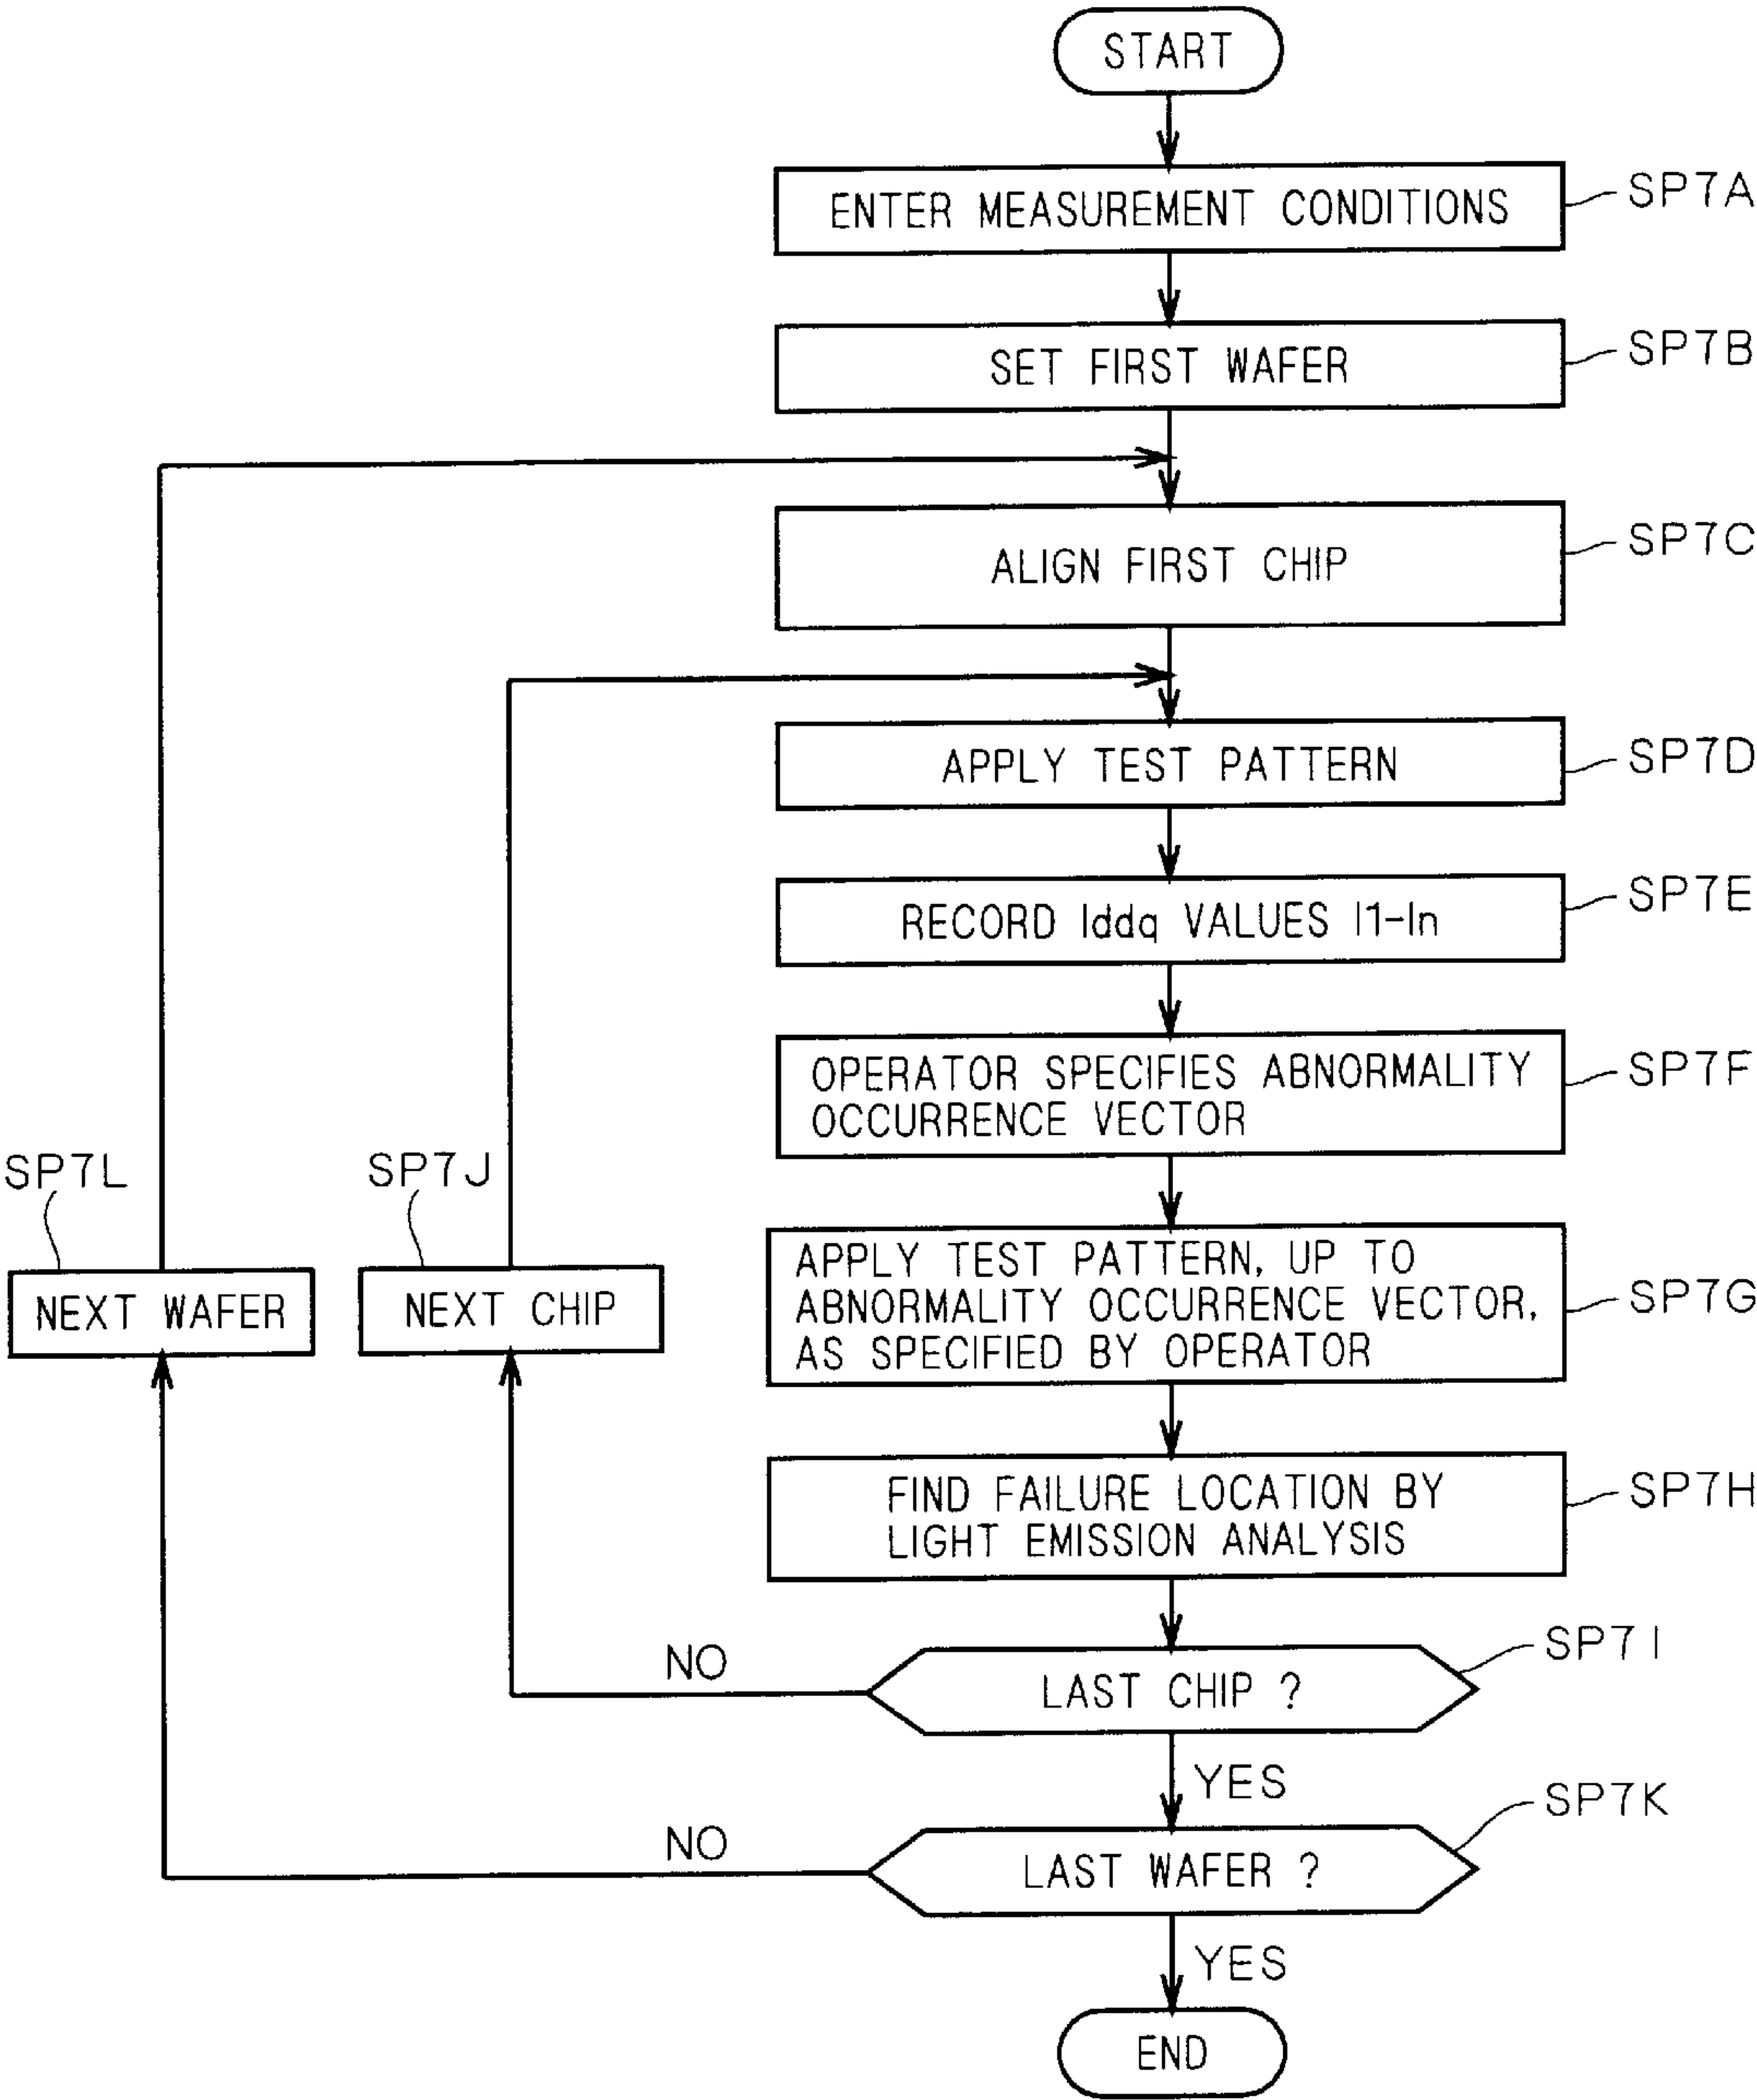 START
ENTER MEASUREMENT CONDITIONS
SP7A
SET FIRST WAFER
SP7B
ALIGN FIRST CHIP
SP7C
APPLY TEST PATTERN
SP7D
RECORD Iddq VALUES I1-In
SP7E
OPERATOR SPECIFIES ABNORMALITY
OCCURRENCE VECTOR
SP7F
SP7L
SP7J
NEXT WAFER
NEXT CHIP
APPLY TEST PATTERN, UP TO
ABNORMALITY OCCURRENCE VECTOR,
AS SPECIFIED BY OPERATOR
SP7G
FIND FAILURE LOCATION BY
LIGHT EMISSION ANALYSIS
SP7H
NO
LAST CHIP ?
SP7I
YES
NO
LAST WAFER ?
SP7K
YES
END